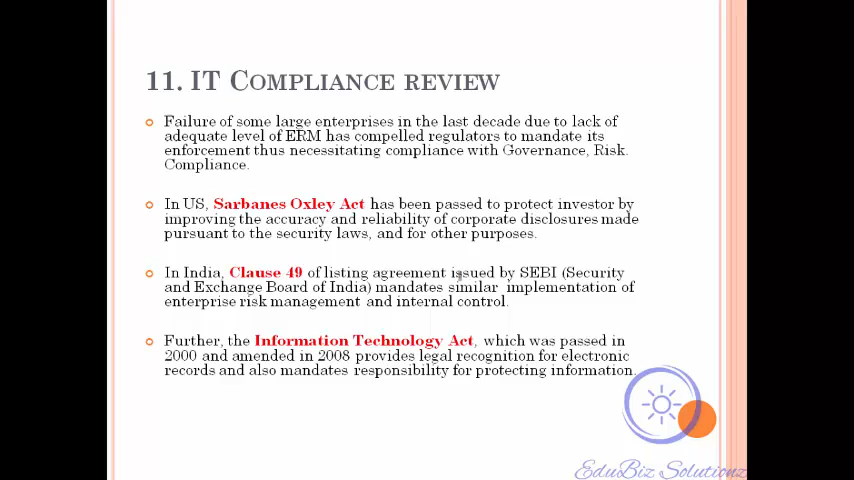 11. IT COMPLIANCE REVIEW
Failure of some large enterprises in the last decade due to lack of
adequate level of ERM has compelled regulators to mandate its
enforcement thus necessitating compliance with Governance, Risk.
Compliance.
In US, Sarbanes Oxley Act has been passed to protect investor by
improving the accuracy and reliability of corporate disclosures made
pursuant to the security laws, and for other purposes.
In India, Clause 49 of listing agreement issued by SEBI (Security
and Exchange Board of India) mandates similar implementation of
enterprise risk management and internal control.
Further, the Information Technology Act, which was passed in
2000 and amended in 2008 provides legal recognition for electronic
records and also mandates responsibility for protecting information.
EduBiz Solutionz